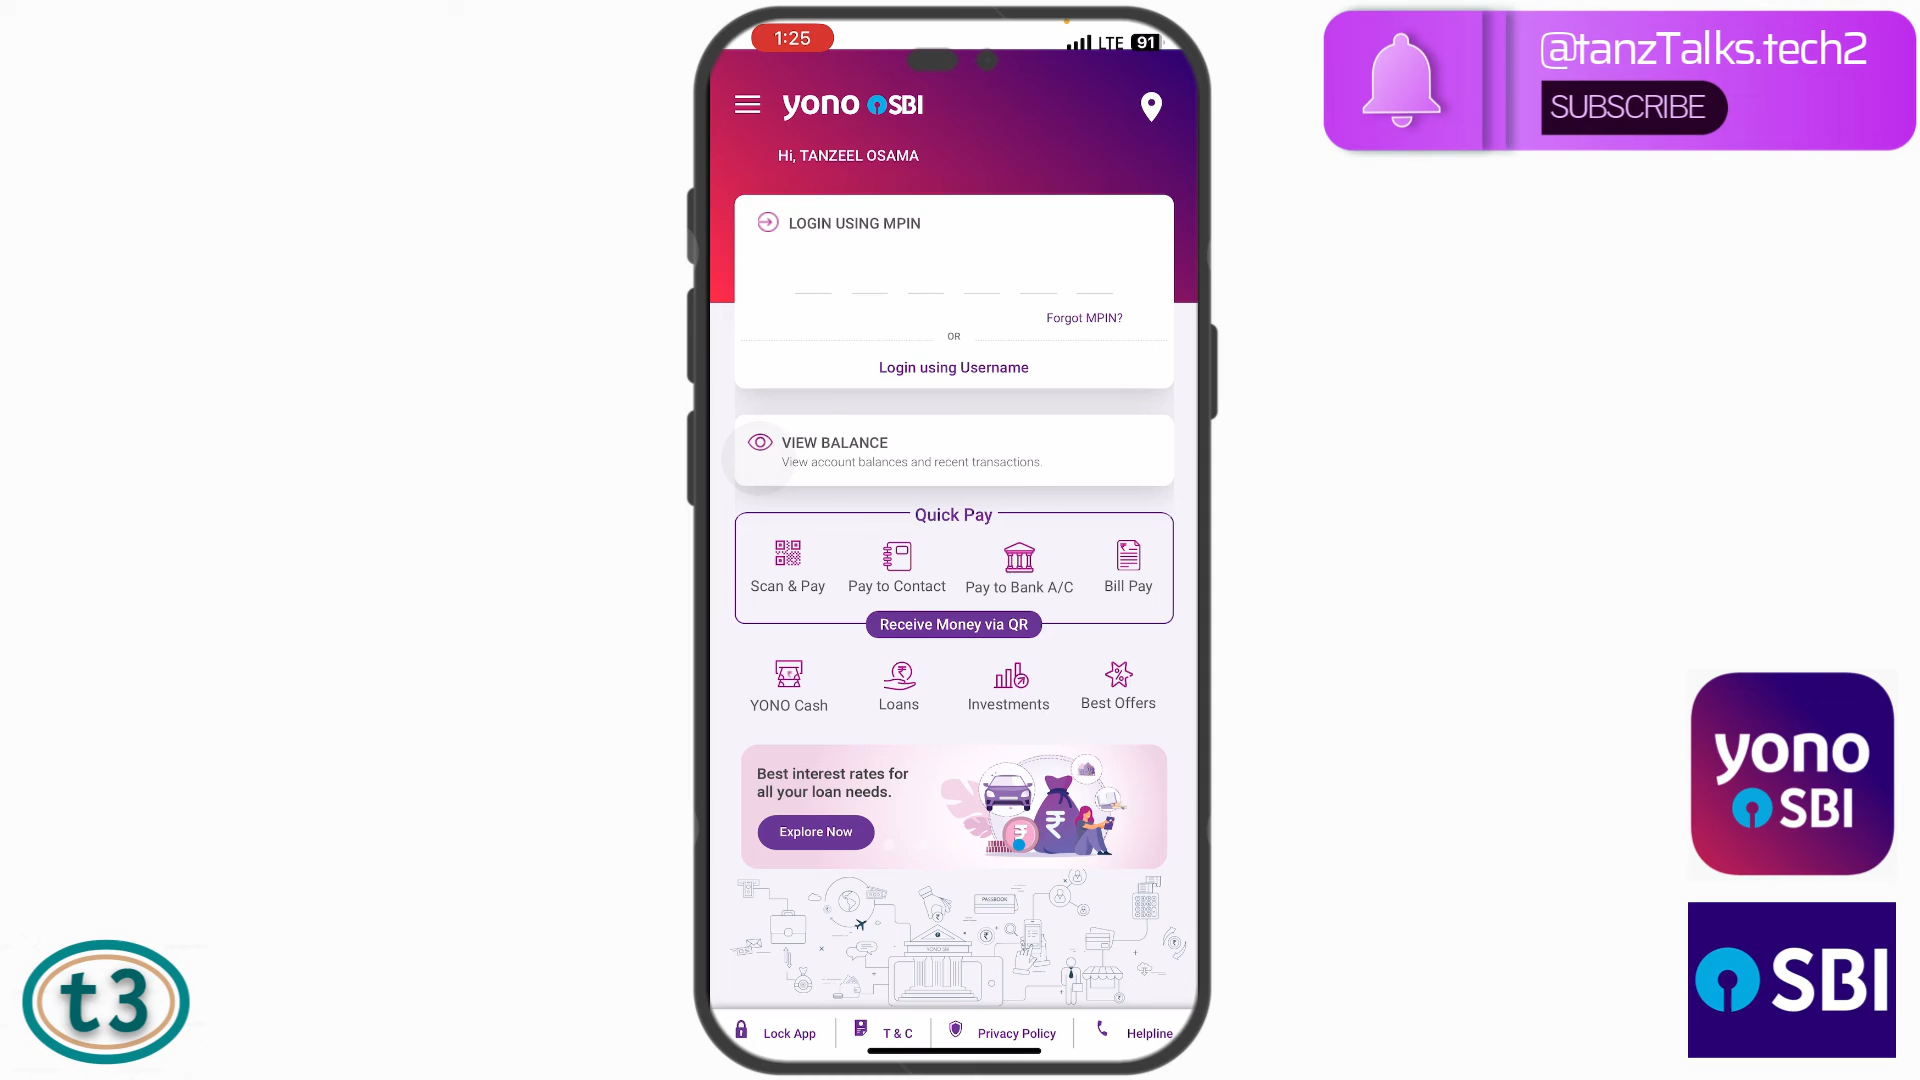 1:25
LTE 91
@tanzTalks.tech2
SUBSCRIBE
yono SBI
Hi, TANZEEL OSAMA
LOGIN USING MPIN
Forgot MPIN?
OR
Login using Username
VIEW BALANCE
View account balances and recent transactions.
Quick Pay
Scan & Pay
Pay to Contact
Pay to Bank A/C
Bill Pay
Receive Money via QR
YONO Cash
Loans
Investments
Best Offers
Best interest rates for
all your loan needs.
Explore Now
PASSBOOK
YONO SBI
Lock App
T & C
Privacy Policy
Helpline
yono
SBI
SBI
t3